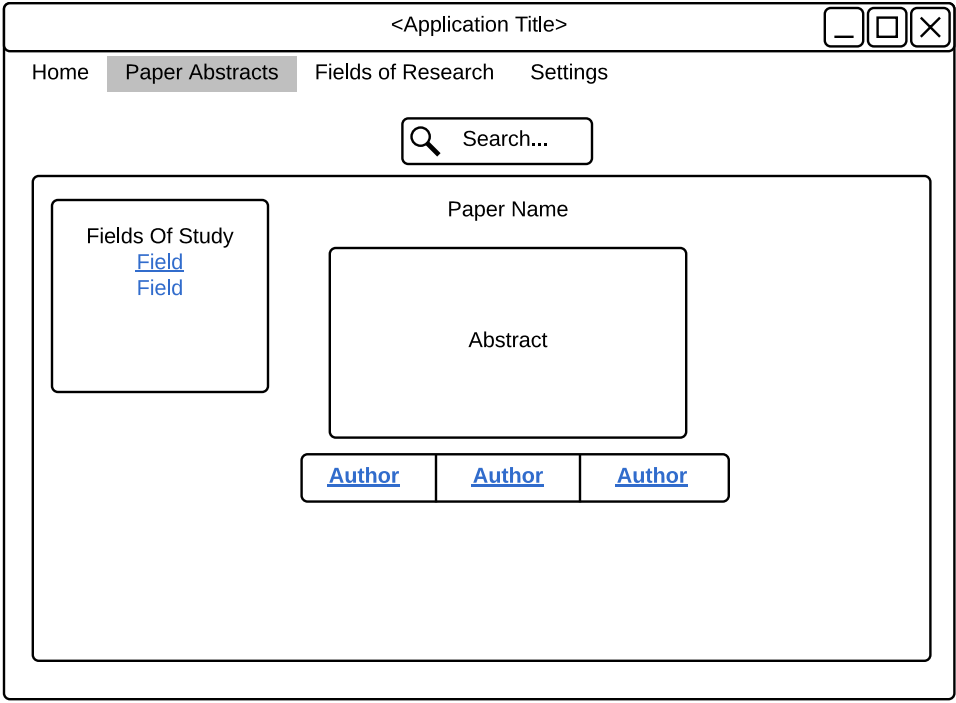 <Application Title>
Home Paper Abstracts Fields of Research Settings
Search...
Paper Name
Fields Of Study
Field
Field
Abstract
Author Author Author